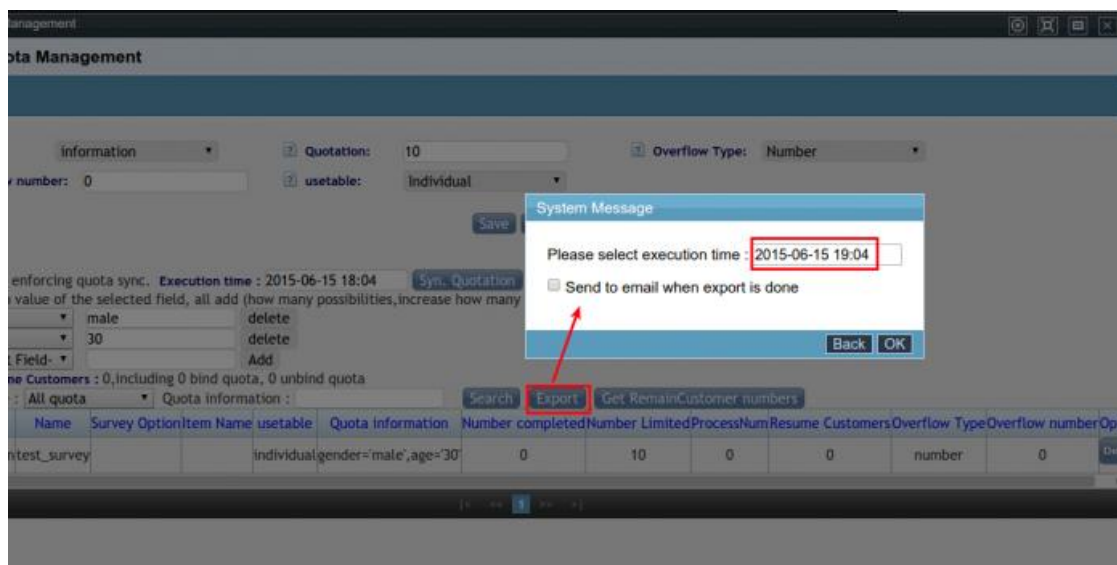 anagement
ota Management
information Quotation: 10 Overflow Type: Number
number: 0 usetable: Individual
Save
System Message
Please select execution time : 2015-06-15 19:04
Send to email when export is done
Back OK
enforcing quota sync. Execution time : 2015-06-15 18:04 Syn. Quotation
value of the selected field, all add (how many possibilities,increase how many
male delete
30 delete
Field- Add
me Customers : 0,including 0 bind quota, 0 unbind quota
: All quota Quota information : Search Export Get RemainCustomer numbers
Name Survey Option Item Name usetable Quota information Number completed Number Limited ProcessNum Resume Customers Overflow Type Overflow number Op
test_survey individual gender='male',age='30' 0 10 0 0 number 0 De
1